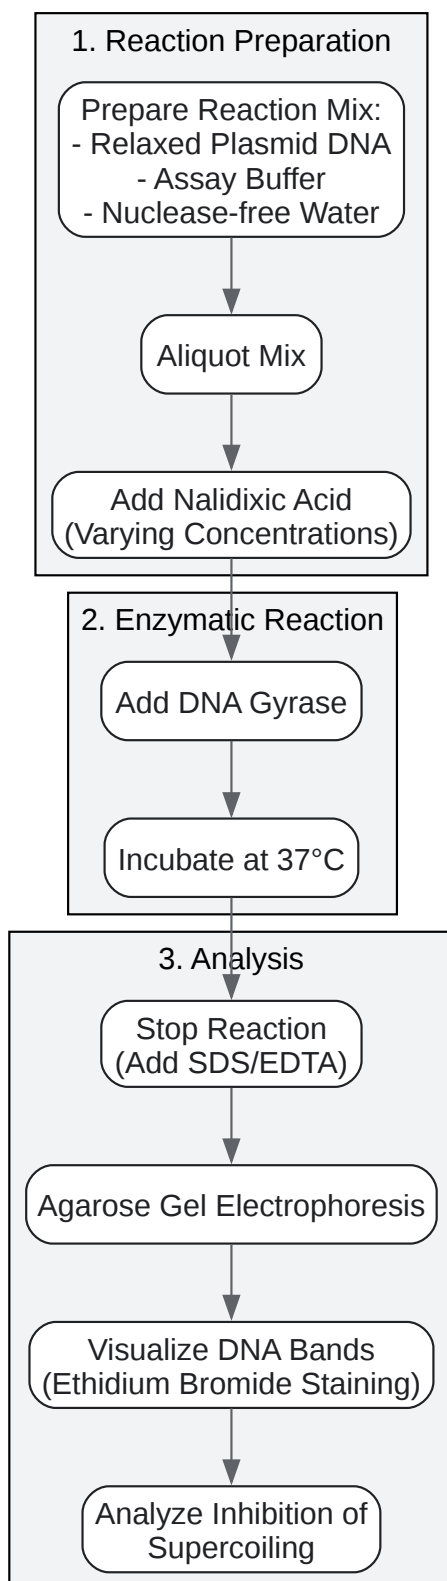 1. Reaction Preparation
Prepare Reaction Mix:
- Relaxed Plasmid DNA
- Assay Buffer
- Nuclease-free Water
Aliquot Mix
Add Nalidixic Acid
(Varying Concentrations)
2. Enzymatic Reaction
Add DNA Gyrase
Incubate at 37°C
3. Analysis
Stop Reaction
(Add SDS/EDTA)
Agarose Gel Electrophoresis
Visualize DNA Bands
(Ethidium Bromide Staining)
Analyze Inhibition of
Supercoiling